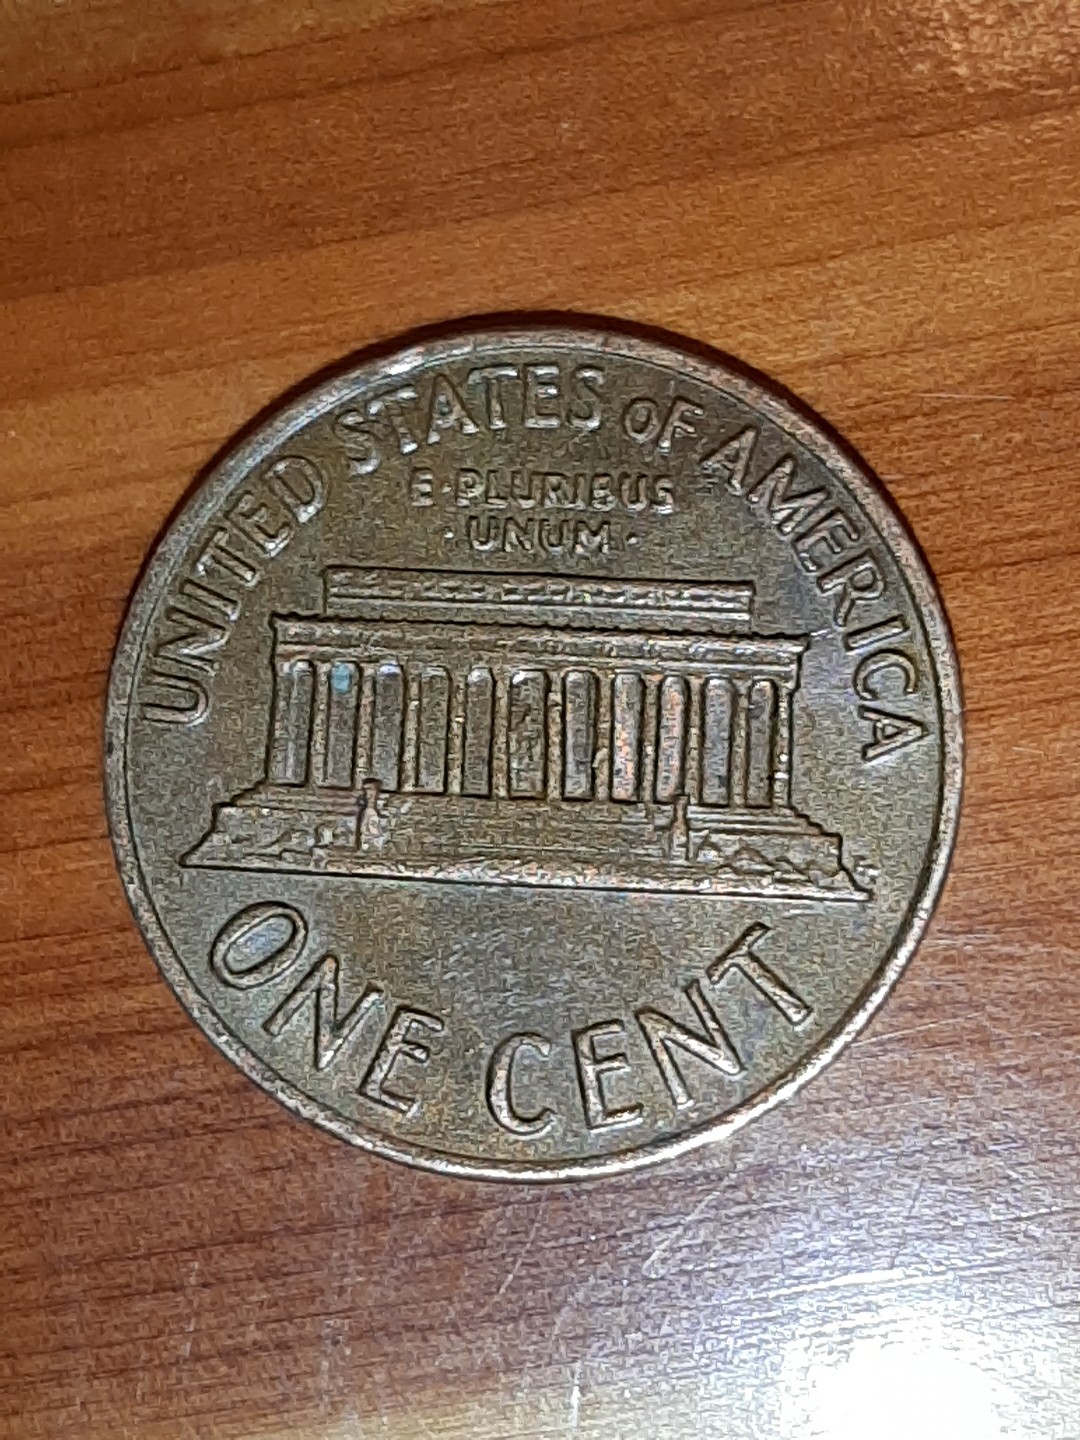 UNITED STATES OF AMERICA
E·PLURIBUS
·UNUM·
ONE CENT